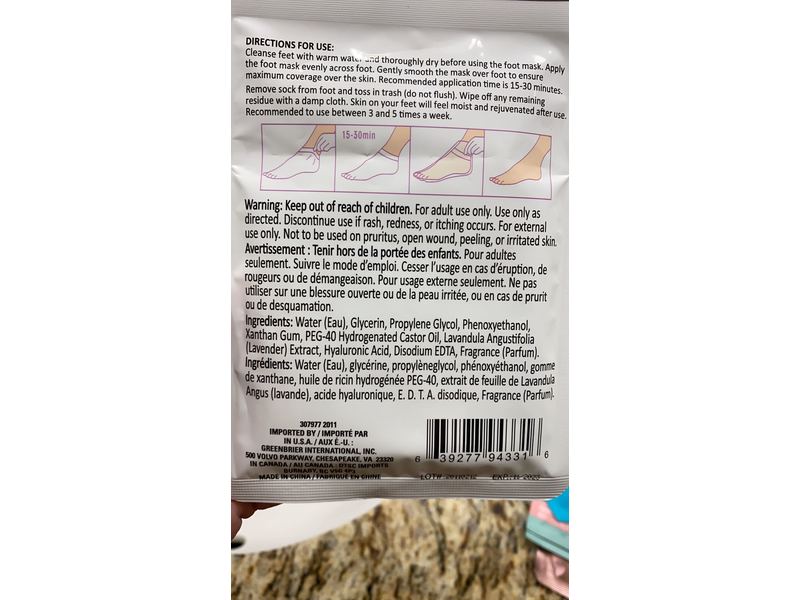 DIRECTIONS FOR USE:
Cleanse feet with warm water and thoroughly dry before using the foot mask. Apply
the foot mask evenly across foot. Gently smooth the mask over foot to ensure
maximum coverage over the skin. Recommended application time is 15-30 minutes.
Remove sock from foot and toss in trash (do not flush). Wipe off any remaining
residue with a damp cloth. Skin on your feet will feel moist and rejuvenated after use.
Recommended to use between 3 and 5 times a week.
15-30min
Warning: Keep out of reach of children. For adult use only. Use only as
directed. Discontinue use if rash, redness, or itching occurs. For external
use only. Not to be used on pruritus, open wound, peeling, or irritated skin.
Avertissement : Tenir hors de la portée des enfants. Pour adultes
seulement. Suivre le mode d'emploi. Cesser l'usage en cas d'éruption, de
rougeurs ou de démangeaison. Pour usage externe seulement. Ne pas
utiliser sur une blessure ouverte ou de la peau irritée, ou en cas de prurit
ou de desquamation.
Ingredients: Water (Eau), Glycerin, Propylene Glycol, Phenoxyethanol,
Xanthan Gum, PEG-40 Hydrogenated Castor Oil, Lavandula Angustifolia
(Lavender) Extract, Hyaluronic Acid, Disodium EDTA, Fragrance (Parfum).
Ingrédients: Water (Eau), glycérine, propylèneglycol, phénoxyéthanol, gomme
de xanthane, huile de ricin hydrogénée PEG-40, extrait de feuille de Lavandula
Angus (lavande), acide hyaluronique, E. D. T. A. disodique, Fragrance (Parfum).
307977 2011
IMPORTED BY / IMPORTÉ PAR
IN U.S.A. / AUX É.-U. :
GREENBRIER INTERNATIONAL, INC.
500 VOLVO PARKWAY, CHESAPEAKE, VA 23320
IN CANADA / AU CANADA : DTSC IMPORTS
BURNABY, BC V5G 4P3
MADE IN CHINA / FABRIQUÉ EN CHINE
6 39277 94331 6
LOT#: EXP.: 11/2023